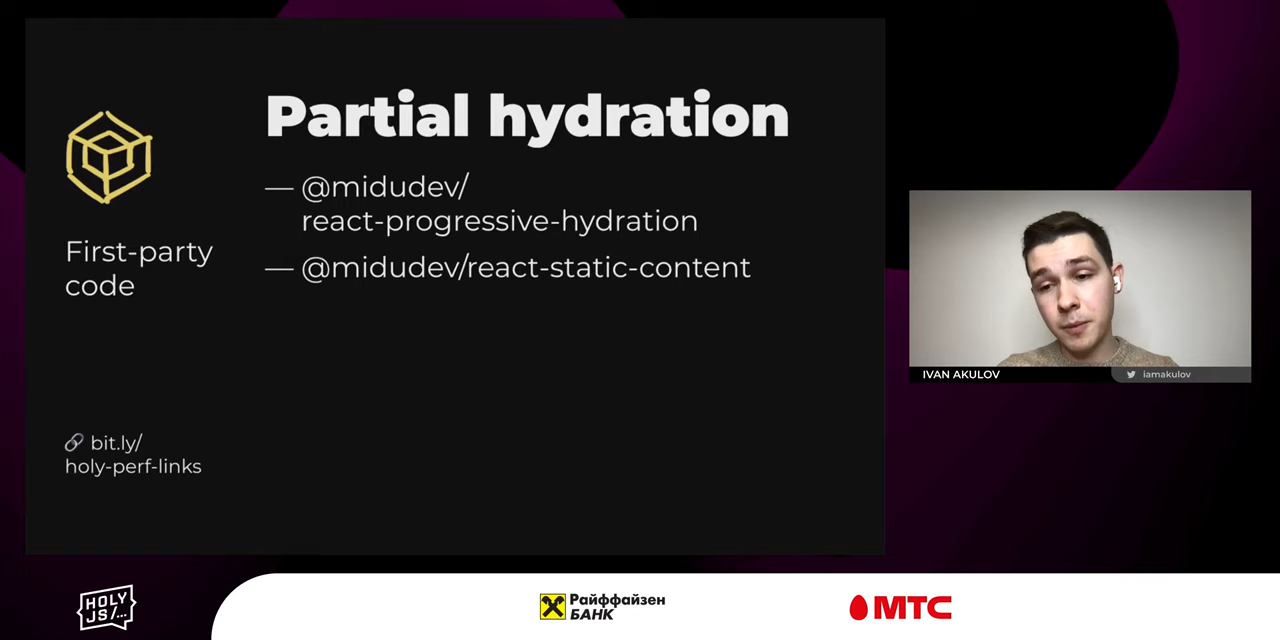 Partial hydration
— @midudev/
react-progressive-hydration
— @midudev/react-static-content
First-party
code
🔗 bit.ly/
holy-perf-links
IVAN AKULOV
iamakulov
HOLY
JS/...
Райффайзен
БАНК
МТС